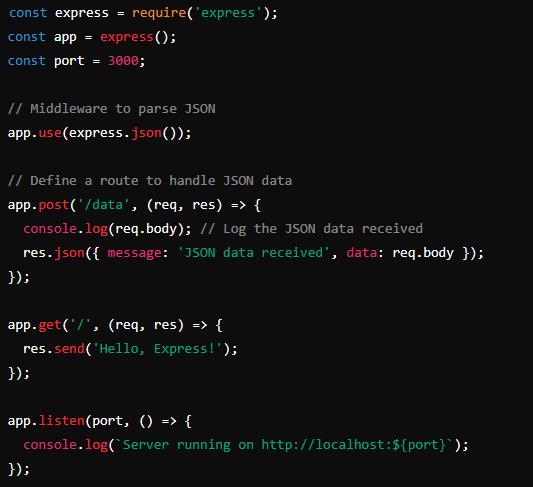 const express = require('express');
const app = express();
const port = 3000;

// Middleware to parse JSON
app.use(express.json());

// Define a route to handle JSON data
app.post('/data', (req, res) => {
  console.log(req.body); // Log the JSON data received
  res.json({ message: 'JSON data received', data: req.body });
});

app.get('/', (req, res) => {
  res.send('Hello, Express!');
});

app.listen(port, () => {
  console.log(`Server running on http://localhost:${port}`);
});